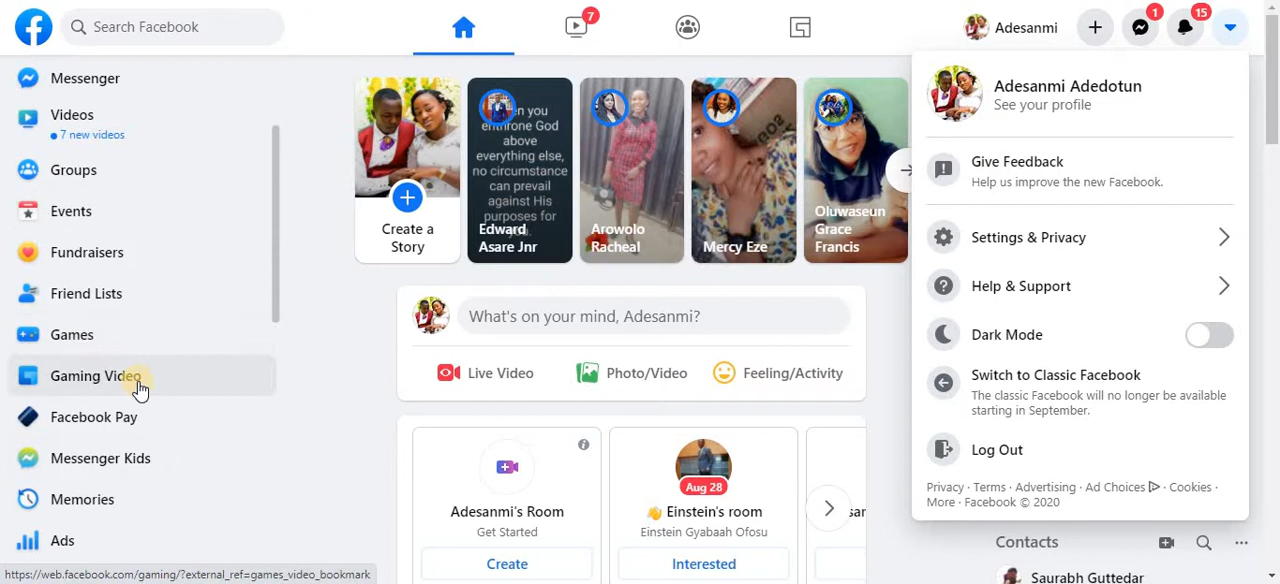 Search Facebook
7
Adesanmi
1
15
Messenger
Videos
7 new videos
Groups
Events
Fundraisers
Friend Lists
Games
Gaming Video
Facebook Pay
Messenger Kids
Memories
Ads
https://web.facebook.com/gaming/?external_ref=games_video_bookmark
Create a
Story
en you
enthrone God
above
everything else,
no circumstance
can prevail
against His
purposes for
Edward
Asare Jnr
Arowolo
Racheal
Mercy Eze
Oluwaseun
Grace
Francis
What's on your mind, Adesanmi?
Live Video
Photo/Video
Feeling/Activity
Adesanmi's Room
Get Started
Create
Aug 28
👋 Einstein's room
Einstein Gyabaah Ofosu
Interested
Adesanmi Adedotun
See your profile
Give Feedback
Help us improve the new Facebook.
Settings & Privacy
Help & Support
Dark Mode
Switch to Classic Facebook
The classic Facebook will no longer be available
starting in September.
Log Out
Privacy · Terms · Advertising · Ad Choices · Cookies ·
More · Facebook © 2020
Contacts
Saurabh Guttedar